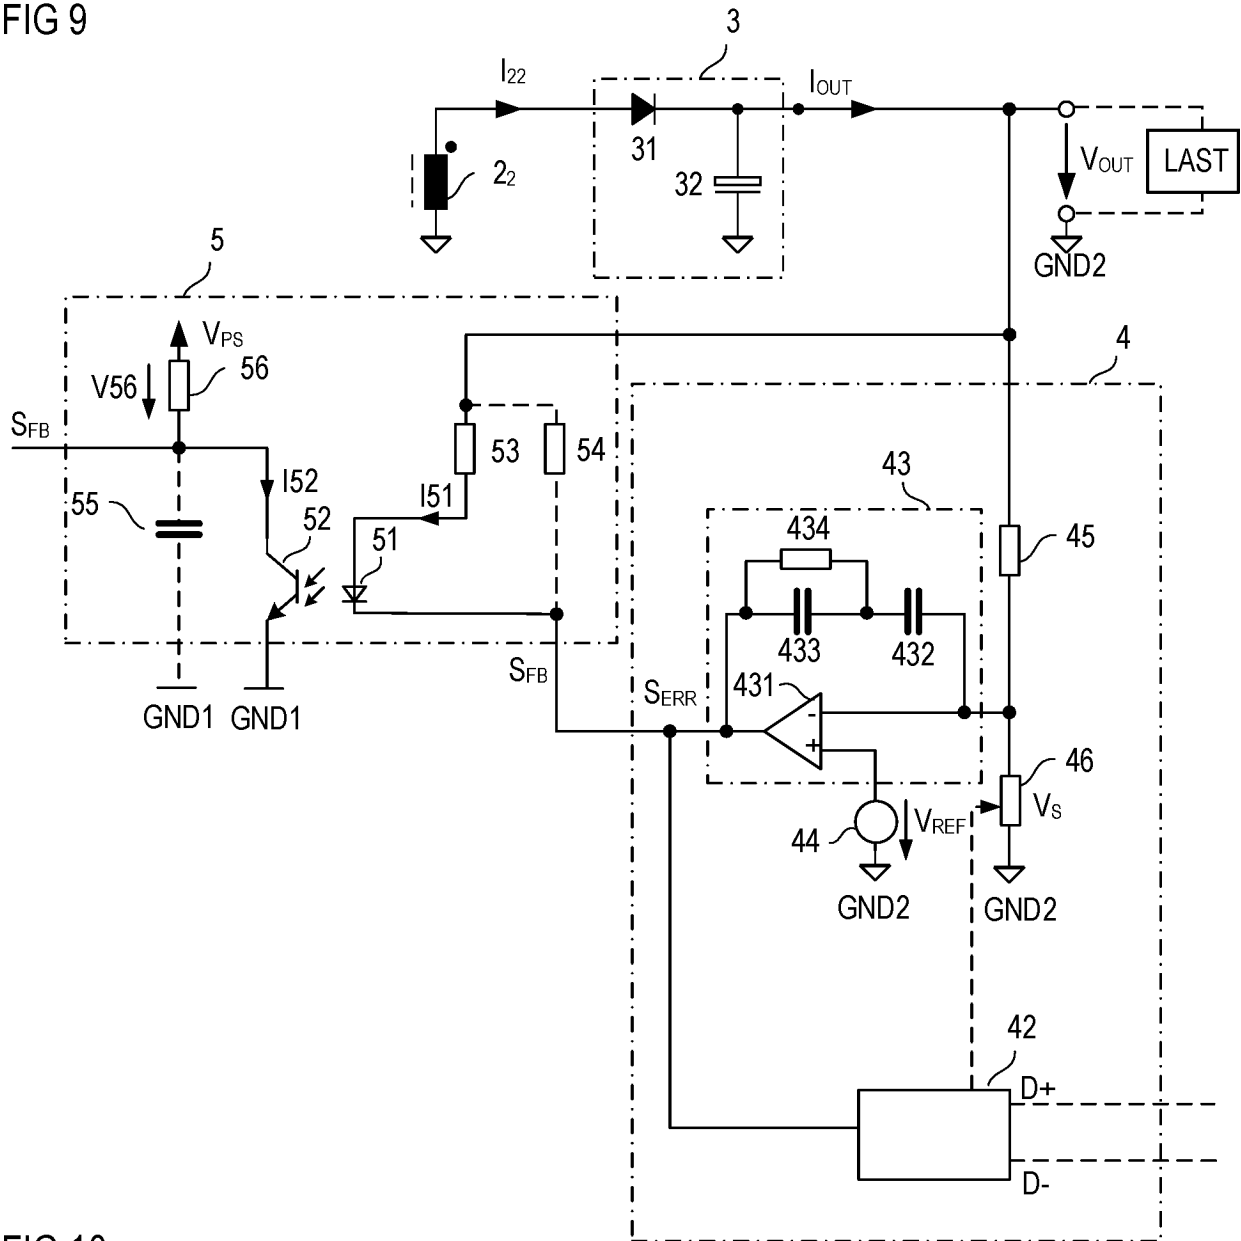 FIG 9
3
I22
IOUT
31
32
22
VOUT
LAST
GND2
5
VPS
56
V56
SFB
4
53
54
43
I52
I51
55
52
51
434
45
433
432
SFB
SERR
431
-
+
GND1
GND1
46
VS
VREF
44
GND2
GND2
42
D+
D-